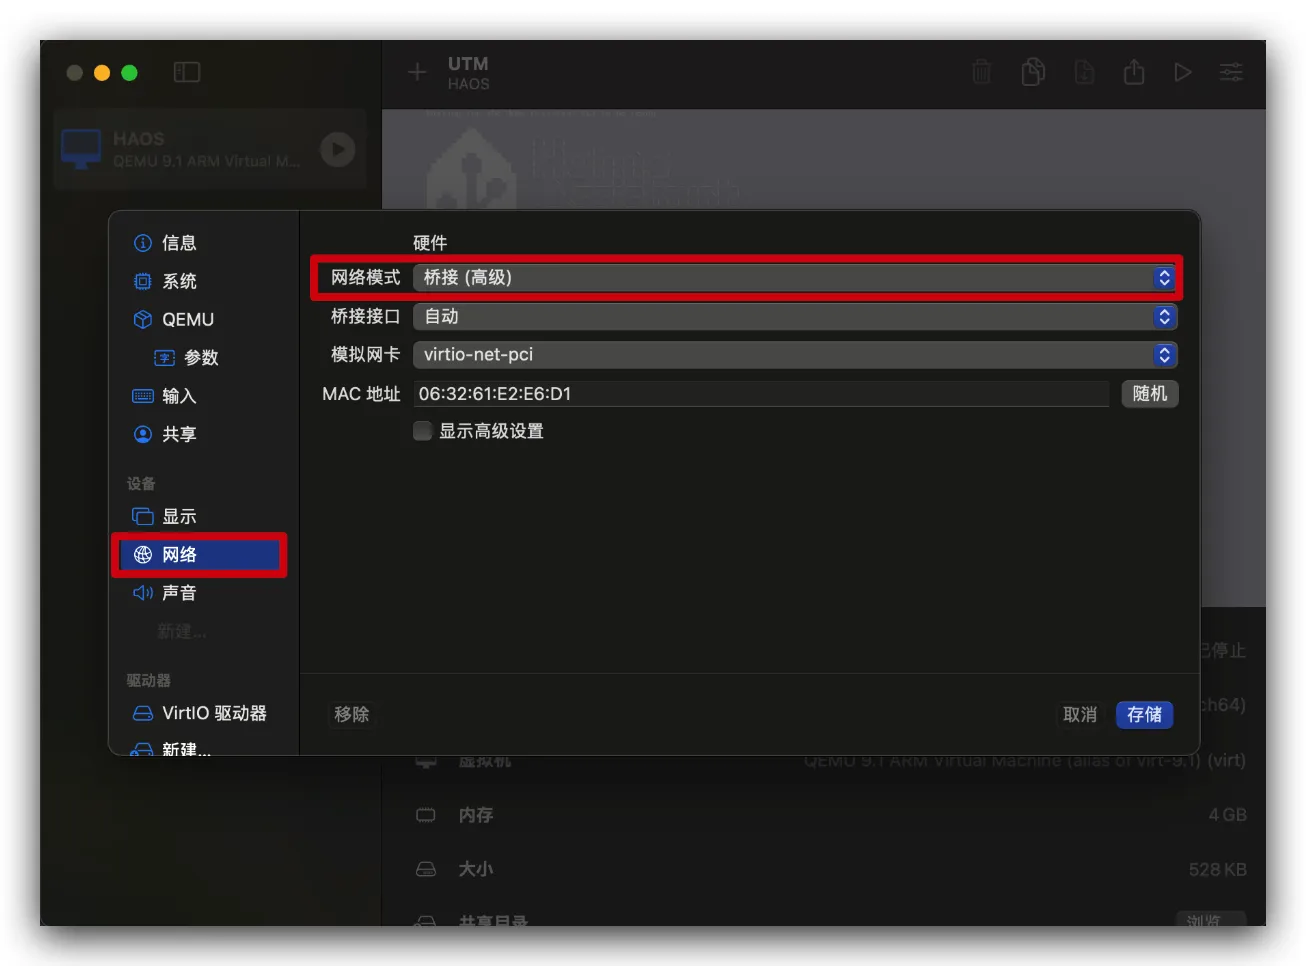 UTM
HAOS
HAOS
QEMU 9.1 ARM Virtual M...
信息
系统
QEMU
参数
输入
共享
设备
显示
网络
声音
新建...
驱动器
VirtIO 驱动器
新建...
硬件
网络模式 桥接 (高级)
桥接接口 自动
模拟网卡 virtio-net-pci
MAC 地址 06:32:61:E2:E6:D1 随机
显示高级设置
移除 取消 存储
停止
ch64)
虚拟机 QEMU 9.1 ARM Virtual Machine (alias of virt-9.1) (virt)
内存 4 GB
大小 528 KB
共享目录 浏览